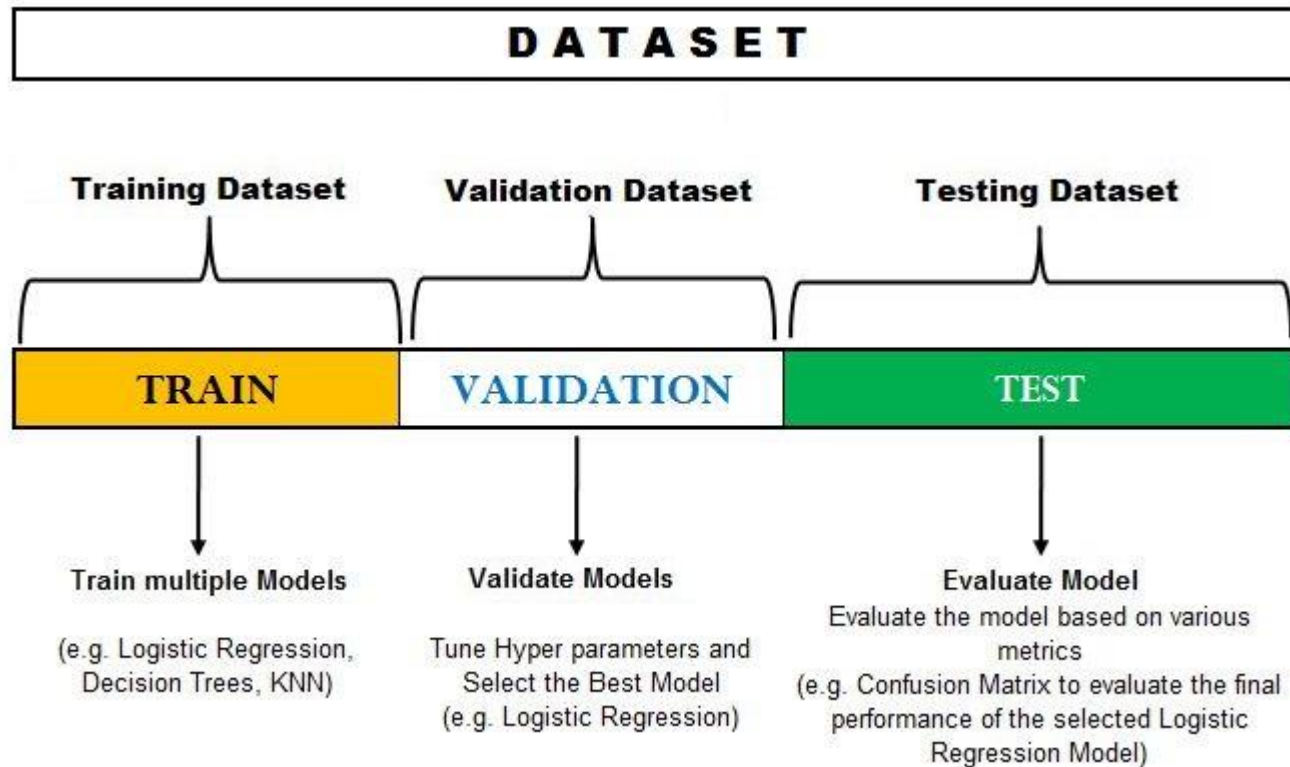 DATASET
Training Dataset
Validation Dataset
Testing Dataset
TRAIN
VALIDATION
TEST
Train multiple Models
(e.g. Logistic Regression,
Decision Trees, KNN)
Validate Models
Tune Hyper parameters and
Select the Best Model
(e.g. Logistic Regression)
Evaluate Model
Evaluate the model based on various
metrics
(e.g. Confusion Matrix to evaluate the final
performance of the selected Logistic
Regression Model)